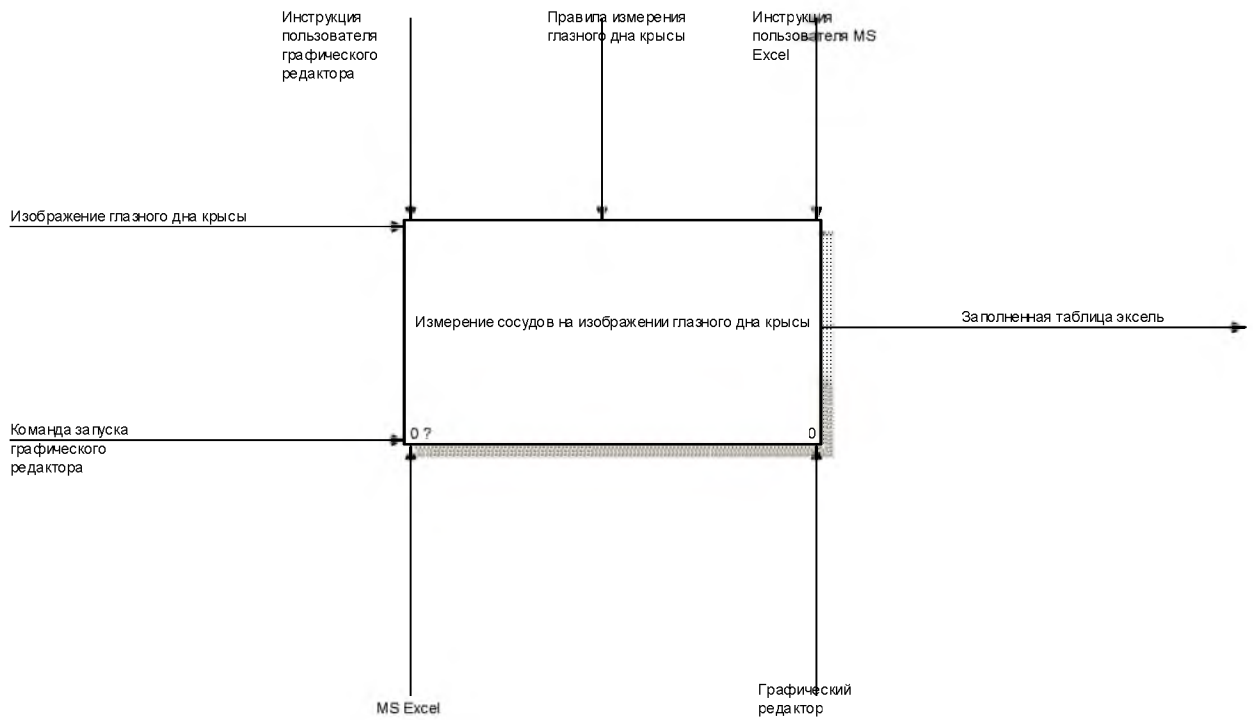 Инструкция
пользователя
графического
редактора
Правила измерения
глазного дна крысы
Инструкция
пользователя MS
Excel
Изображение глазного дна крысы
Измерение сосудов на изображении глазного дна крысы
Заполненная таблица эксель
Команда запуска
графического
редактора
0 ?
0
MS Excel
Графический
редактор